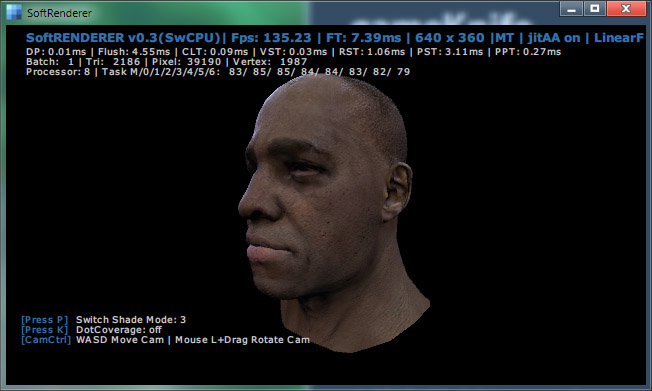 SoftRenderer
SoftRENDERER v0.3(SwCPU)| Fps: 135.23 | FT: 7.39ms | 640 x 360 |MT | jitAA on | LinearF
DP: 0.01ms | Flush: 4.55ms | CLT: 0.09ms | VST: 0.03ms | RST: 1.06ms | PST: 3.11ms | PPT: 0.27ms
Batch: 1 | Tri: 2186 | Pixel: 39190 | Vertex: 1987
Processor: 8 | Task M/0/1/2/3/4/5/6: 83/ 85/ 85/ 84/ 84/ 83/ 82/ 79
[Press P] Switch Shade Mode: 3
[Press K] DotCoverage: off
[CamCtrl] WASD Move Cam | Mouse L+Drag Rotate Cam